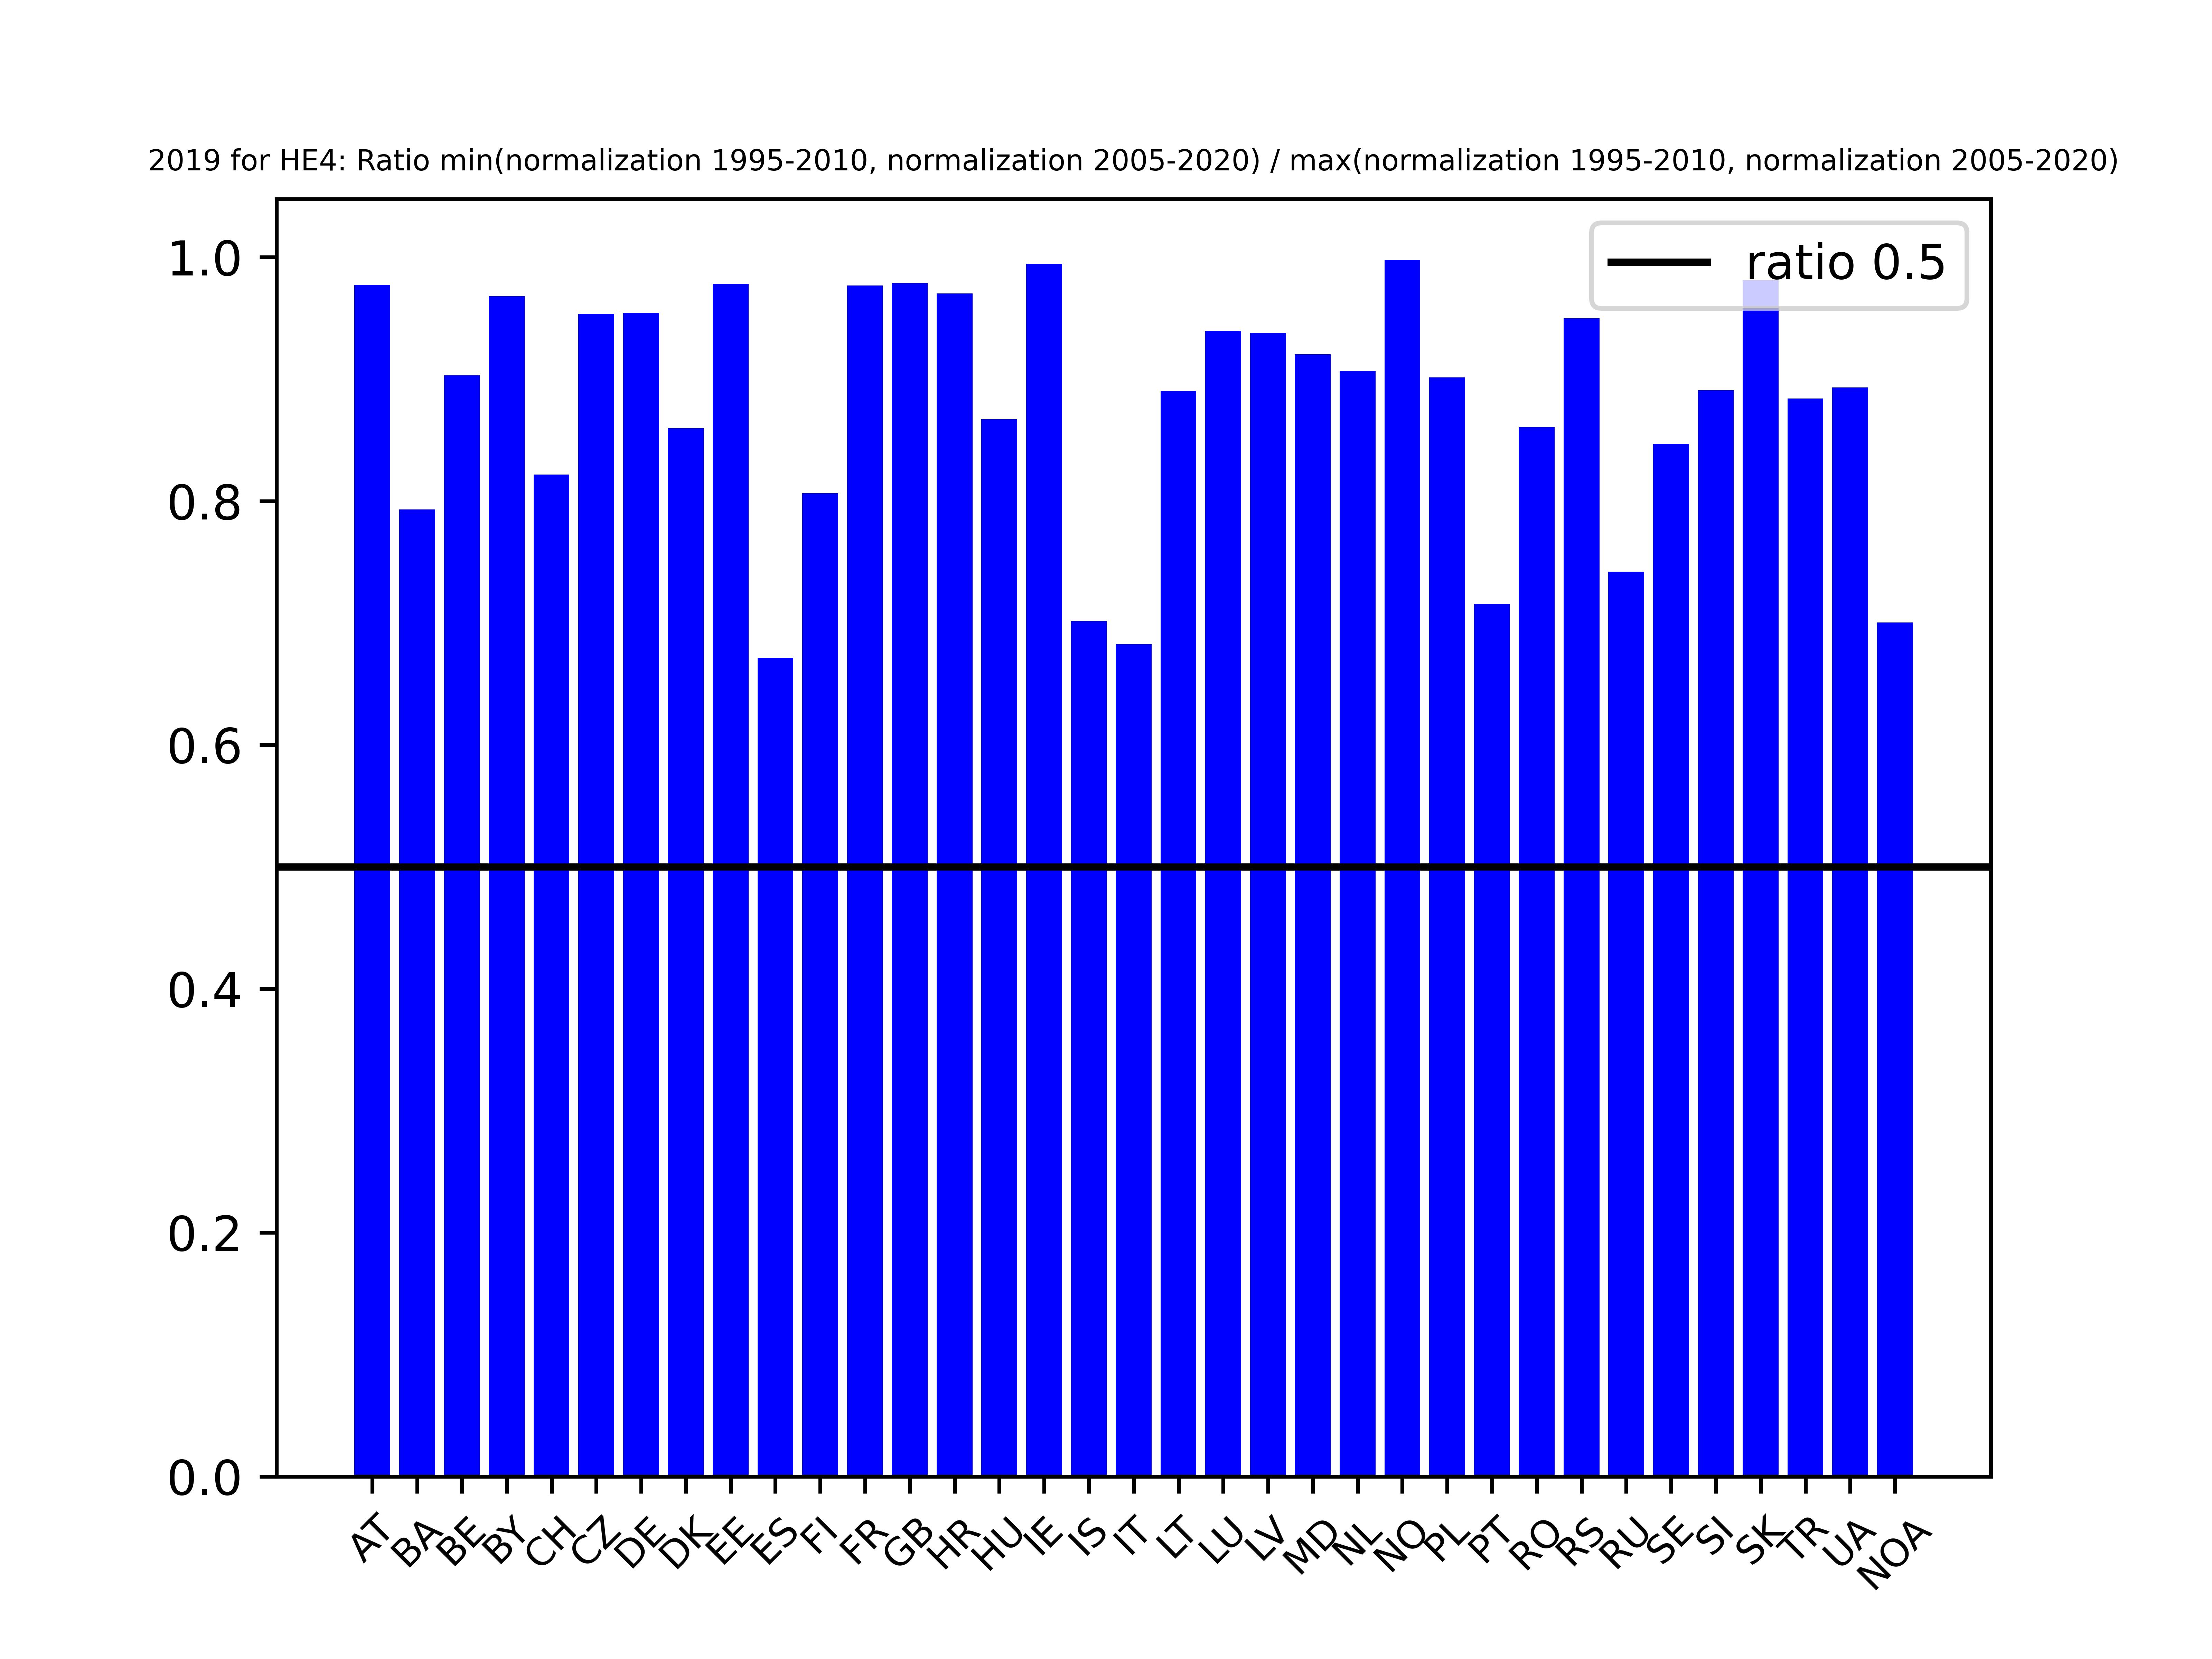 2019 for HE4: Ratio min(normalization 1995-2010, normalization 2005-2020) / max(normalization 1995-2010, normalization 2005-2020)
ratio 0.5
1.0
0.8
0.6
0.4
0.2
0.0
AT BA BE BY CH CZ DE DK EE ES FI FR GB HR HU IE IS IT LT LU LV MD NL NO PL PT RO RS RU SE SI SK TR UA NOA